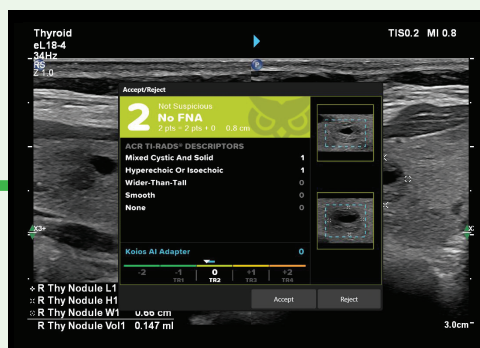 Thyroid
eL18-4
34Hz
RS
Z 1.0
TIS0.2 MI 0.8
P
Accept/Reject
2
Not Suspicious
No FNA
2 pts = 2 pts + 0 0.8 cm
ACR TI-RADS® DESCRIPTORS
Mixed Cystic And Solid 1
Hyperechoic Or Isoechoic 1
Wider-Than-Tall 0
Smooth 0
None 0
Koios AI Adapter 0
-2 -1 0 +1 +2
TR1 TR2 TR3 TR4
Accept Reject
X3+
R Thy Nodule L1
R Thy Nodule H1
R Thy Nodule W1 0.66 cm
R Thy Nodule Vol1 0.147 ml
3.0cm